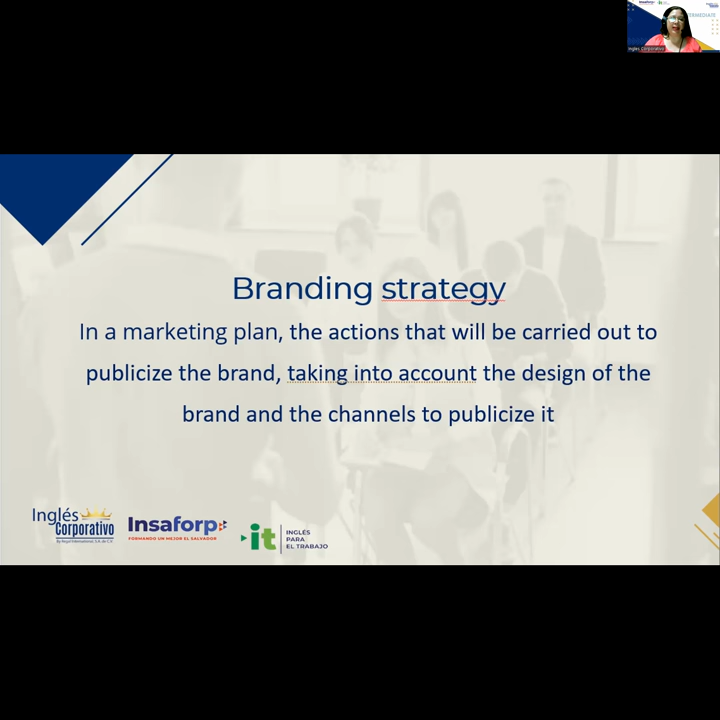 Inglés Corporativo
Branding strategy
In a marketing plan, the actions that will be carried out to
publicize the brand, taking into account the design of the
brand and the channels to publicize it
Inglés
Corporativo
Insaforp
FORMANDO UN MEJOR EL SALVADOR
it
INGLÉS
PARA
EL TRABAJO